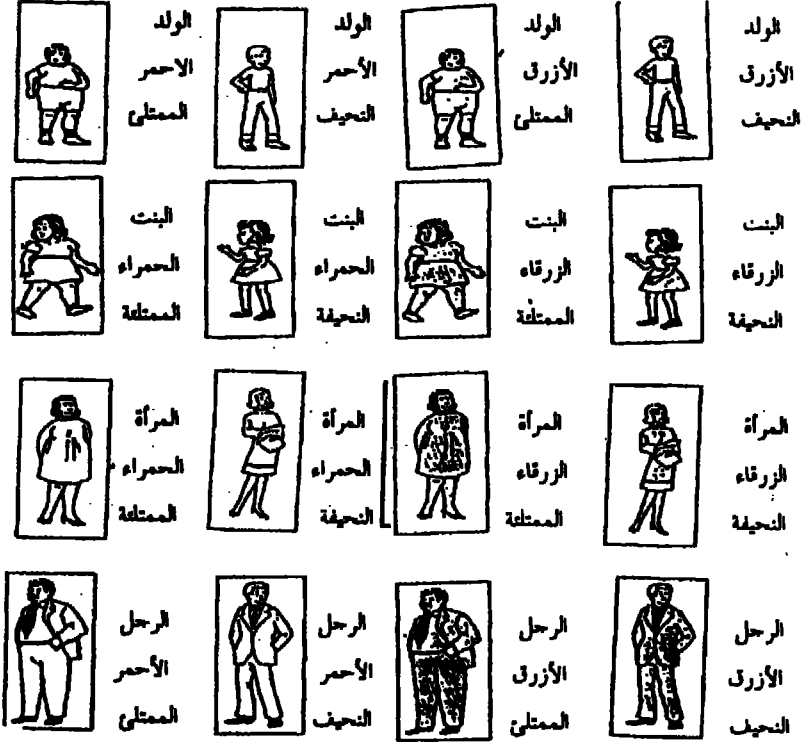 الولد
الأزرق
النحيف
الولد
الأزرق
الممتلئ
الولد
الأحمر
النحيف
الولد
الاحمر
الممتلئ
البنت
الزرقاء
النحيفة
البنت
الزرقاء
الممتلئة
البنت
الحمراء
النحيفة
البنت
الحمراء
الممتلئة
المرأة
الزرقاء
النحيفة
المرأة
الزرقاء
الممتلئة
المرأة
الحمراء
النحيفة
المرأة
الحمراء
الممتلئة
الرجل
الأزرق
النحيف
الرجل
الأزرق
الممتلئ
الرجل
الأحمر
النحيف
الرجل
الأحمر
الممتلئ